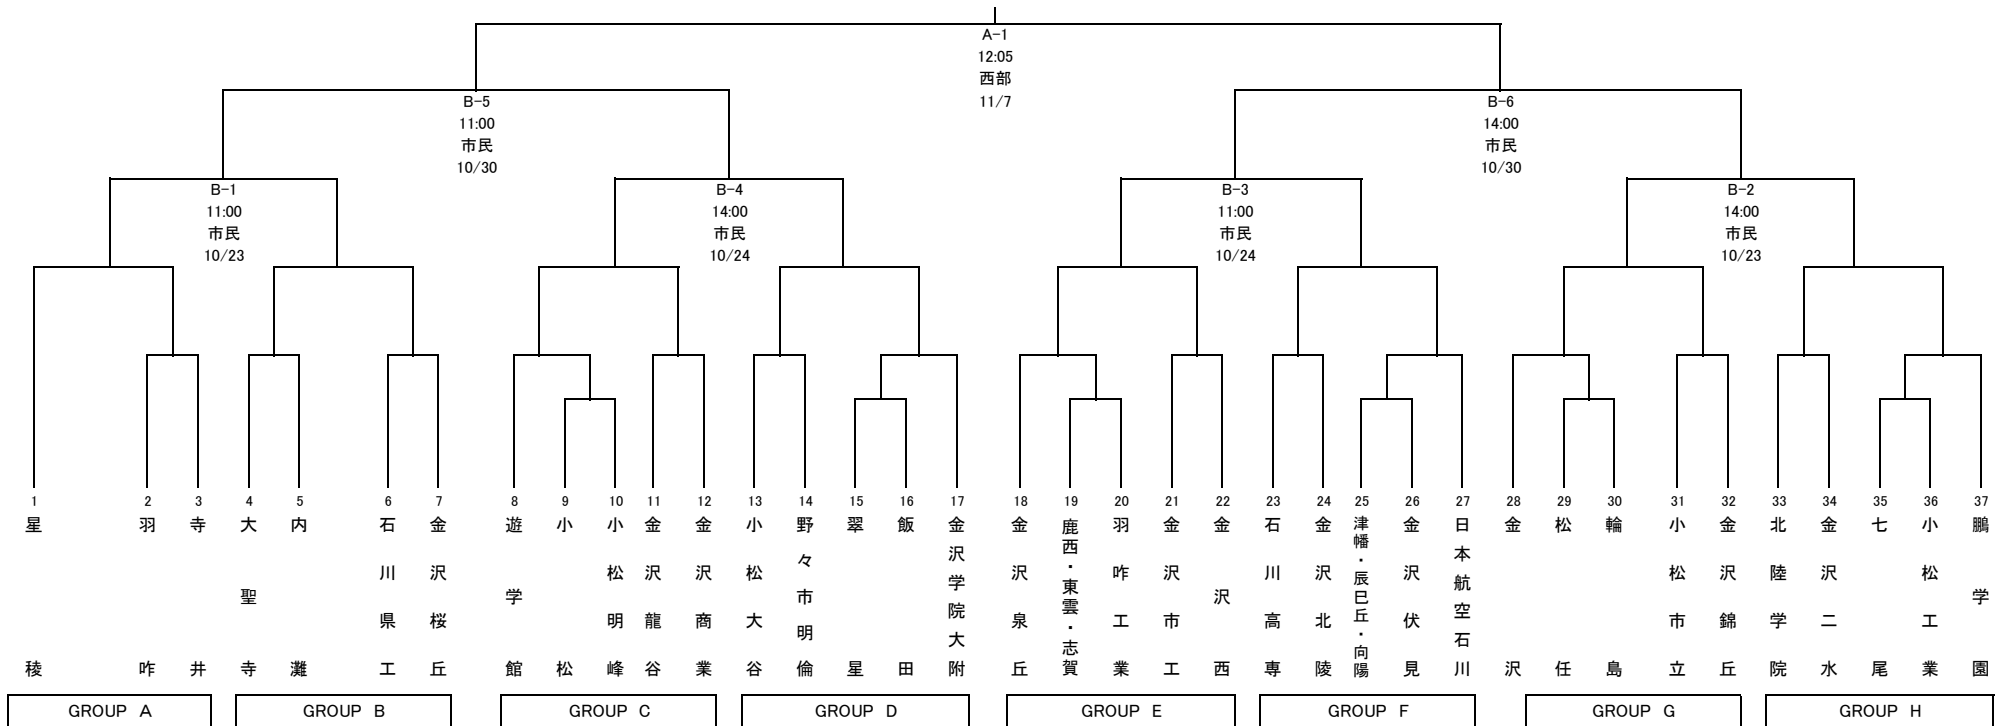 A-1
12:05
西部
11/7
B-5
11:00
市民
10/30
B-6
14:00
市民
10/30
B-1
11:00
市民
10/23
B-4
14:00
市民
10/24
B-3
11:00
市民
10/24
B-2
14:00
市民
10/23
1 2 3 4 5 6 7 8 9 10 11 12 13 14 15 16 17 18 19 20 21 22 23 24 25 26 27 28 29 30 31 32 33 34 35 36 37
星稜
羽咋
寺井
大聖寺
内灘
石川県工
金沢桜丘
遊学館
小松
小松明峰
金沢龍谷
金沢商業
小松大谷
野々市明倫
翠星
飯田
金沢学院大附
金沢泉丘
鹿西・東雲・志賀
羽咋工業
金沢市工
金沢西
石川高専
金沢北陵
津幡・辰巳丘・向陽
金沢伏見
日本航空石川
金沢
松任
輪島
小松市立
金沢錦丘
北陸学院
金沢二水
七尾
小松工業
鵬学園
GROUP A
GROUP B
GROUP C
GROUP D
GROUP E
GROUP F
GROUP G
GROUP H